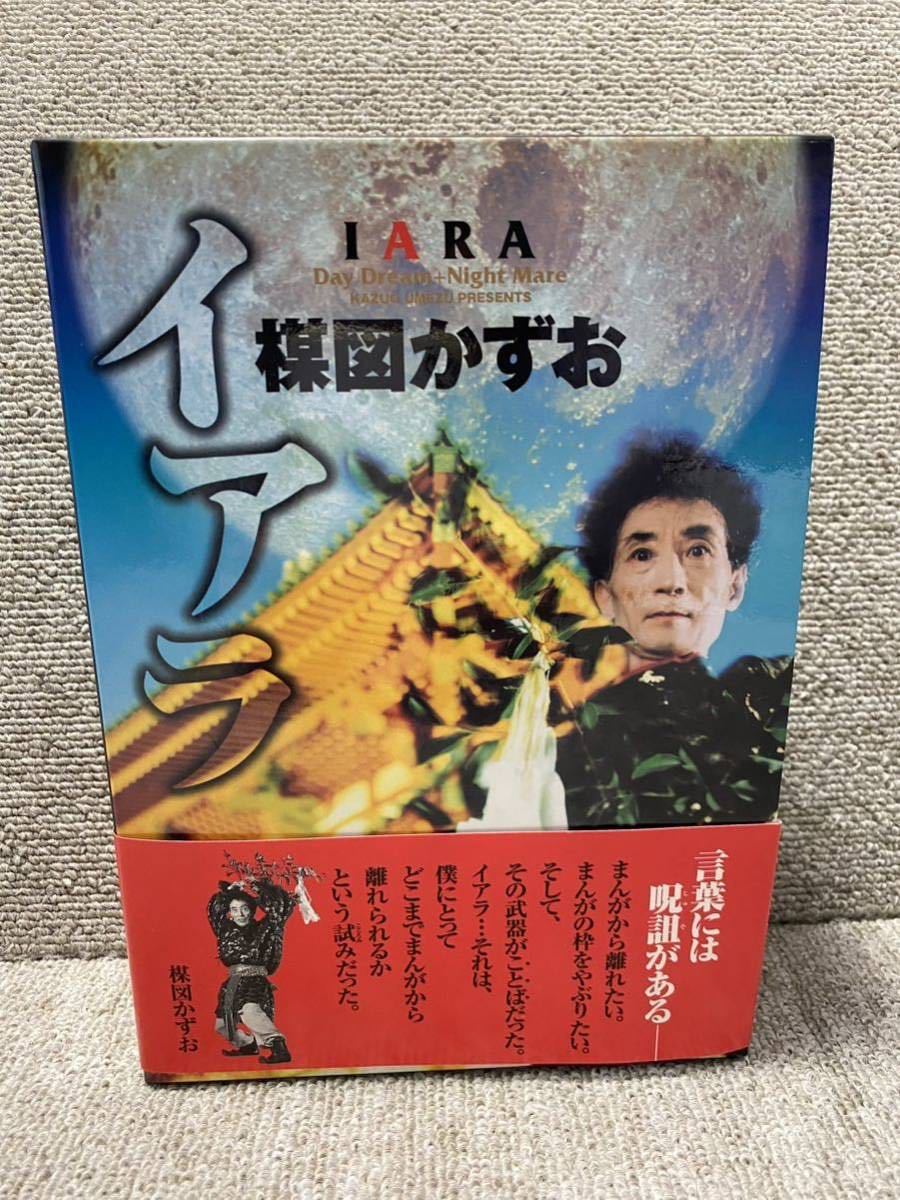 IARA
Day Dream+Night Mare
KAZUO UMEZU PRESENTS
楳図かずお
イアラ
言葉には
呪詛がある――
まんがから離れたい。
まんがの枠をやぶりたい。
そして、
その武器がことばだった。
イアラ…それは、
僕にとって
どこまでまんがから
離れられるか
という試みだった。
楳図かずお